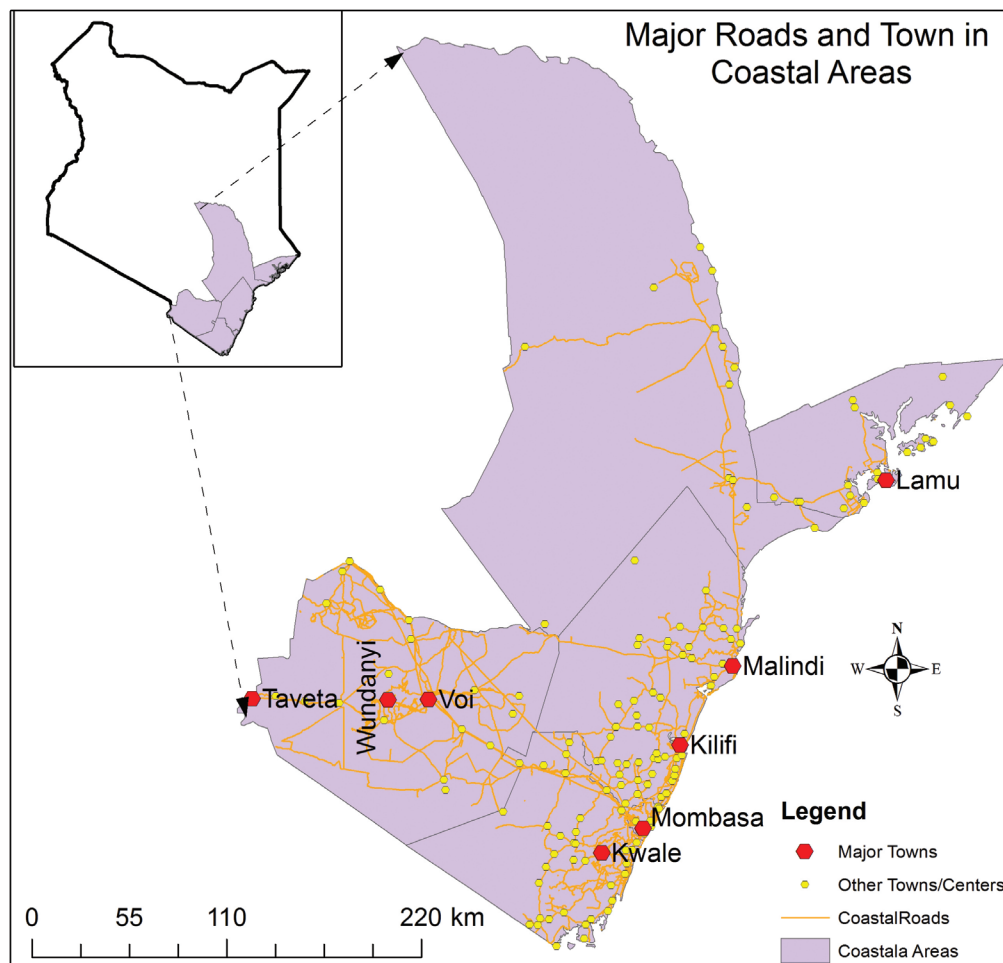 Major Roads and Town in
Coastal Areas
Lamu
Malindi
Taveta
Wundanyi
Voi
Kilifi
Mombasa
Kwale
N
W
E
S
Legend
Major Towns
Other Towns/Centers
CoastalRoads
Coastala Areas
0 55 110 220 km